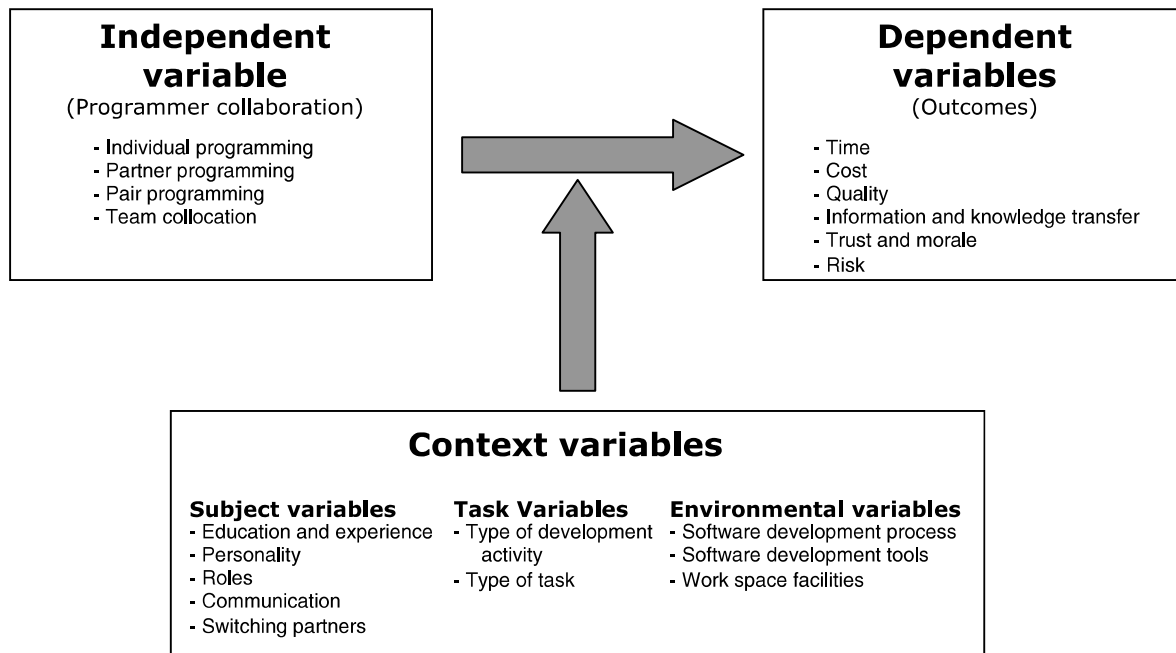 Independent
variable
(Programmer collaboration)
- Individual programming
- Partner programming
- Pair programming
- Team collocation
Dependent
variables
(Outcomes)
- Time
- Cost
- Quality
- Information and knowledge transfer
- Trust and morale
- Risk
Context variables
Subject variables
- Education and experience
- Personality
- Roles
- Communication
- Switching partners
Task Variables
- Type of development
activity
- Type of task
Environmental variables
- Software development process
- Software development tools
- Work space facilities